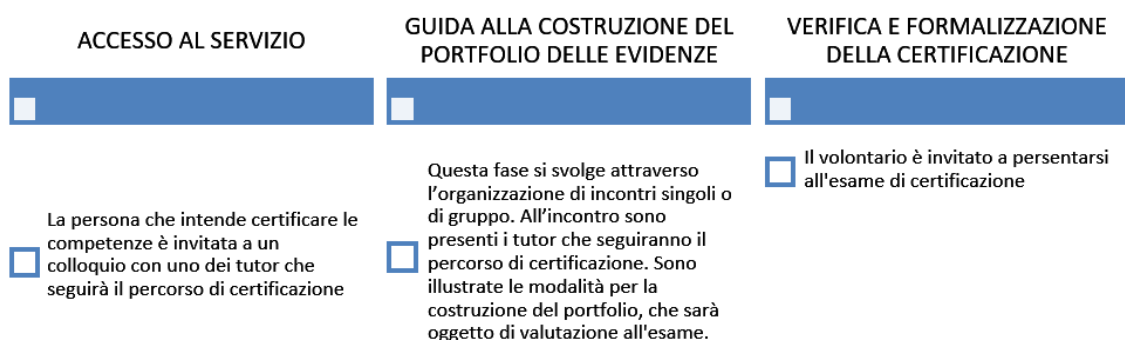 ACCESSO AL SERVIZIO
GUIDA ALLA COSTRUZIONE DEL
PORTFOLIO DELLE EVIDENZE
VERIFICA E FORMALIZZAZIONE
DELLA CERTIFICAZIONE
La persona che intende certificare le
competenze è invitata a un
colloquio con uno dei tutor che
seguirà il percorso di certificazione
Questa fase si svolge attraverso
l’organizzazione di incontri singoli o
di gruppo. All’incontro sono
presenti i tutor che seguiranno il
percorso di certificazione. Sono
illustrate le modalità per la
costruzione del portfolio, che sarà
oggetto di valutazione all'esame.
Il volontario è invitato a persentarsi
all'esame di certificazione